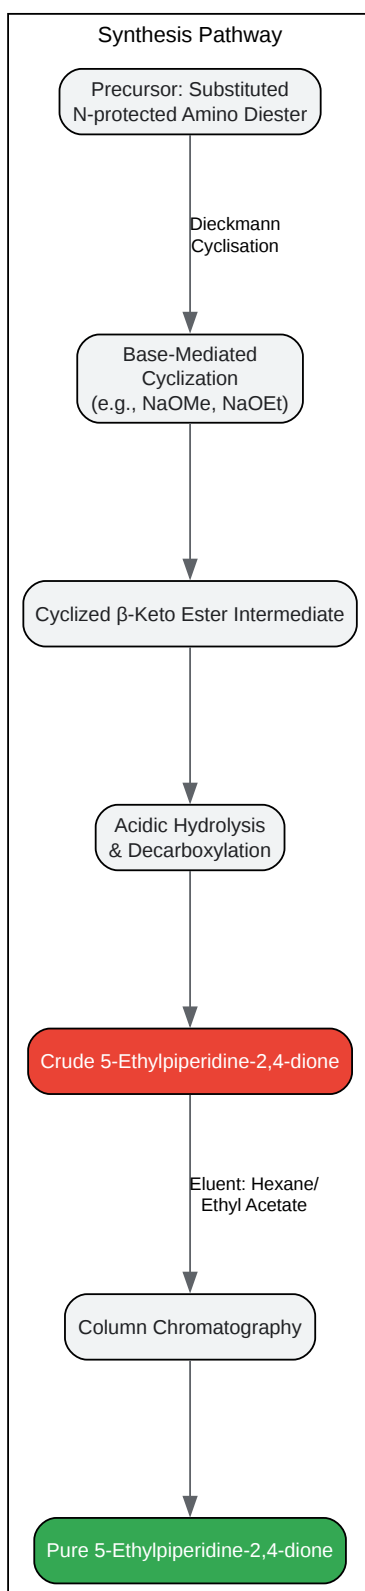 Synthesis Pathway
Precursor: Substituted
N-protected Amino Diester
Dieckmann
Cyclisation
Base-Mediated
Cyclization
(e.g., NaOMe, NaOEt)
Cyclized β-Keto Ester Intermediate
Acidic Hydrolysis
& Decarboxylation
Crude 5-Ethylpiperidine-2,4-dione
Eluent: Hexane/
Ethyl Acetate
Column Chromatography
Pure 5-Ethylpiperidine-2,4-dione